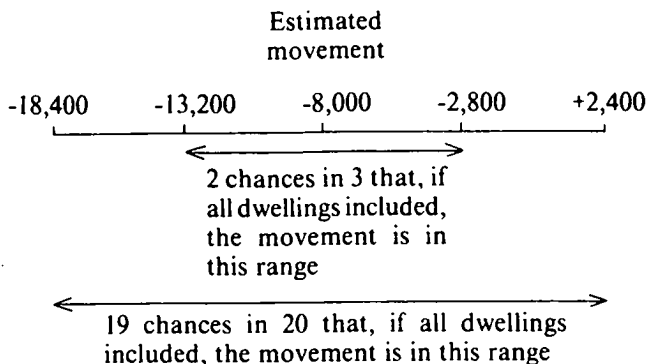 Estimated
movement
-18,400 -13,200 -8,000 -2,800 +2,400
2 chances in 3 that, if
all dwellings included,
the movement is in
this range
19 chances in 20 that, if all dwellings
included, the movement is in this range